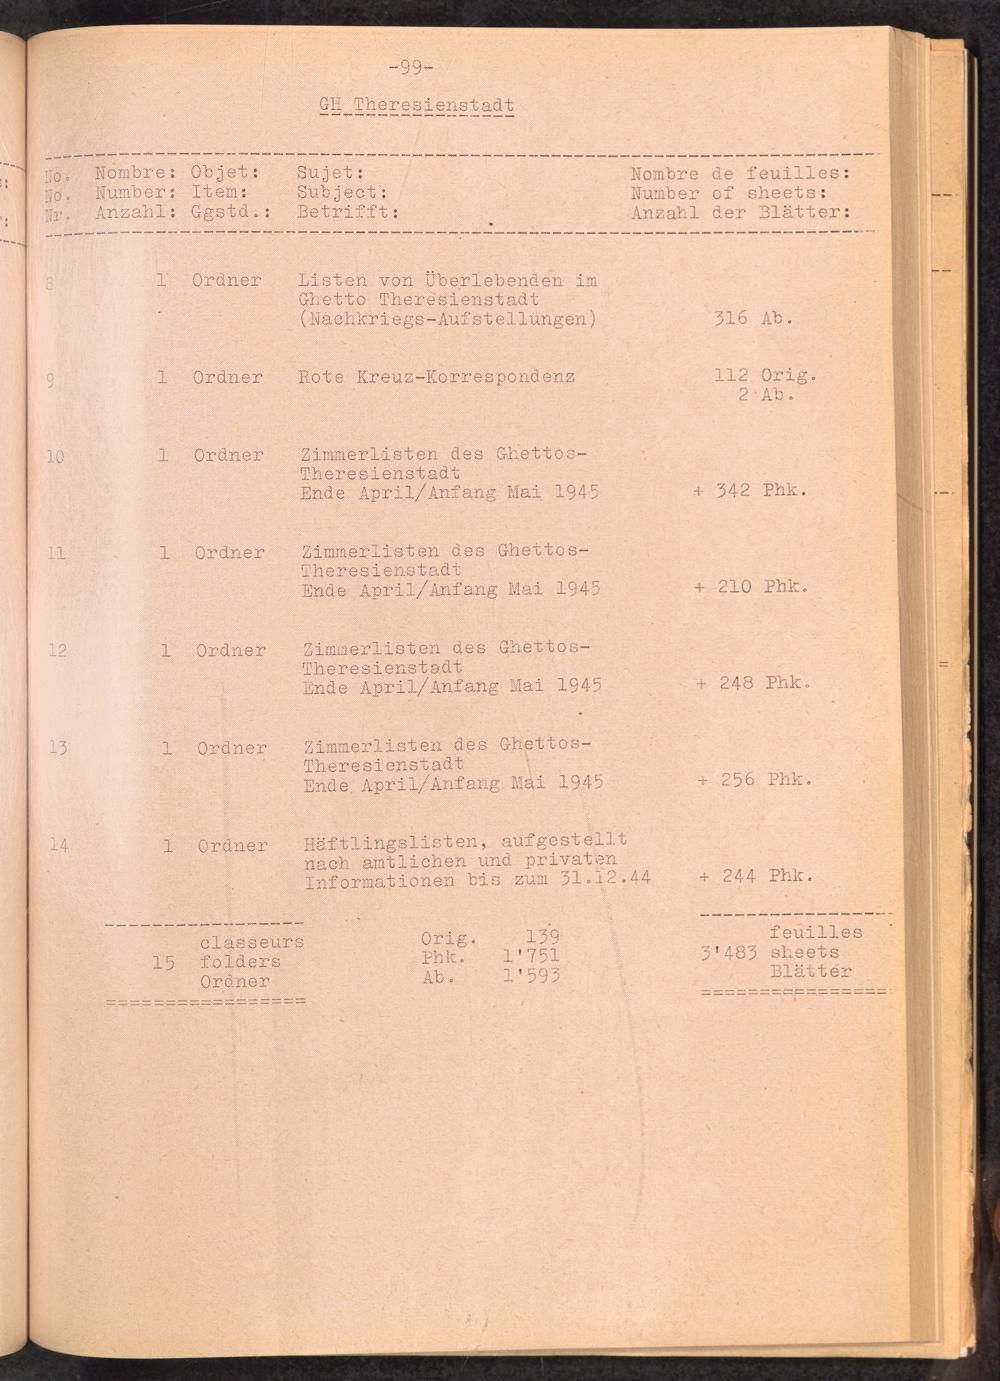 -99-
GH Theresienstadt
No. Nombre: Objet: Sujet: Nombre de feuilles:
No. Number: Item: Subject: Number of sheets:
Nr. Anzahl: Ggstd.: Betrifft: Anzahl der Blätter:
8 1 Ordner Listen von Überlebenden im
Ghetto Theresienstadt
(Nachkriegs-Aufstellungen) 316 Ab.
9 1 Ordner Rote Kreuz-Korrespondenz 112 Orig.
2 Ab.
10 1 Ordner Zimmerlisten des Ghettos-
Theresienstadt
Ende April/Anfang Mai 1945 + 342 Phk.
11 1 Ordner Zimmerlisten des Ghettos-
Theresienstadt
Ende April/Anfang Mai 1945 + 210 Phk.
12 1 Ordner Zimmerlisten des Ghettos-
Theresienstadt
Ende April/Anfang Mai 1945 + 248 Phk.
13 1 Ordner Zimmerlisten des Ghettos-
Theresienstadt
Ende April/Anfang Mai 1945 + 256 Phk.
14 1 Ordner Häftlingslisten, aufgestellt
nach amtlichen und privaten
Informationen bis zum 31.12.44 + 244 Phk.
classeurs Orig. 139 feuilles
15 folders Phk. 1'751 3'483 sheets
Ordner Ab. 1'593 Blätter